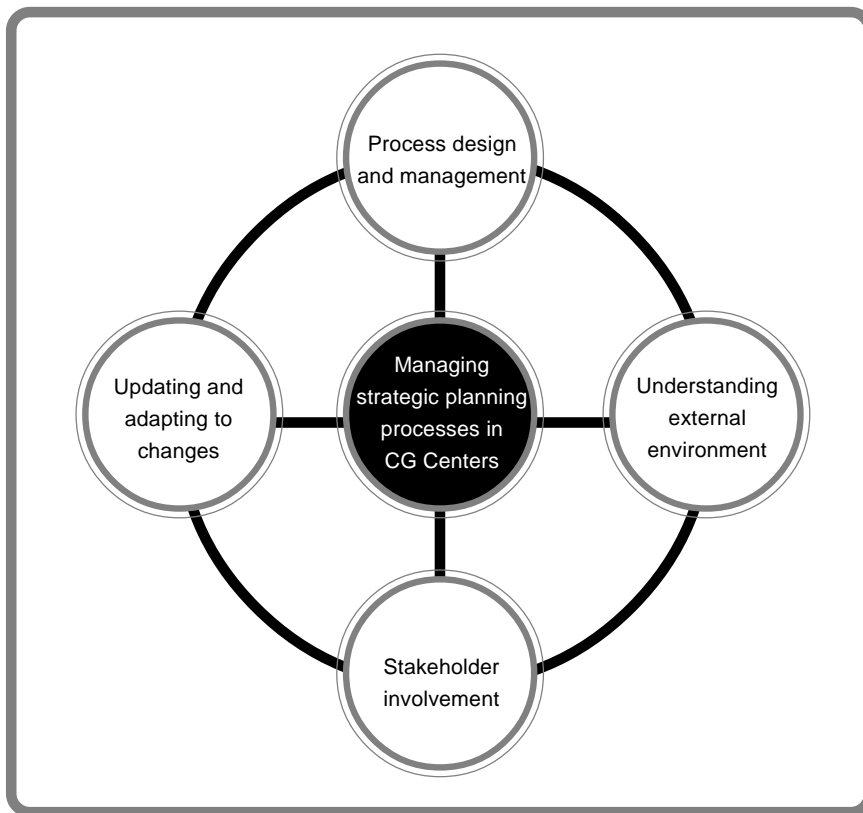 Process design
and management
Updating and
adapting to
changes
Managing
strategic planning
processes in
CG Centers
Understanding
external
environment
Stakeholder
involvement